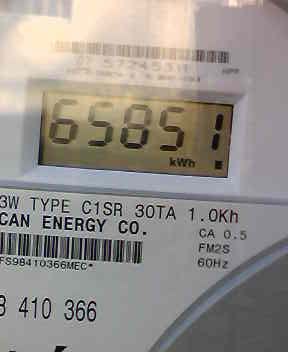 65851
kWh
3W TYPE C1SR 30TA 1.0Kh
CAN ENERGY CO.
CA 0.5
FM2S
60Hz
FS98410366MEC*
8 410 366